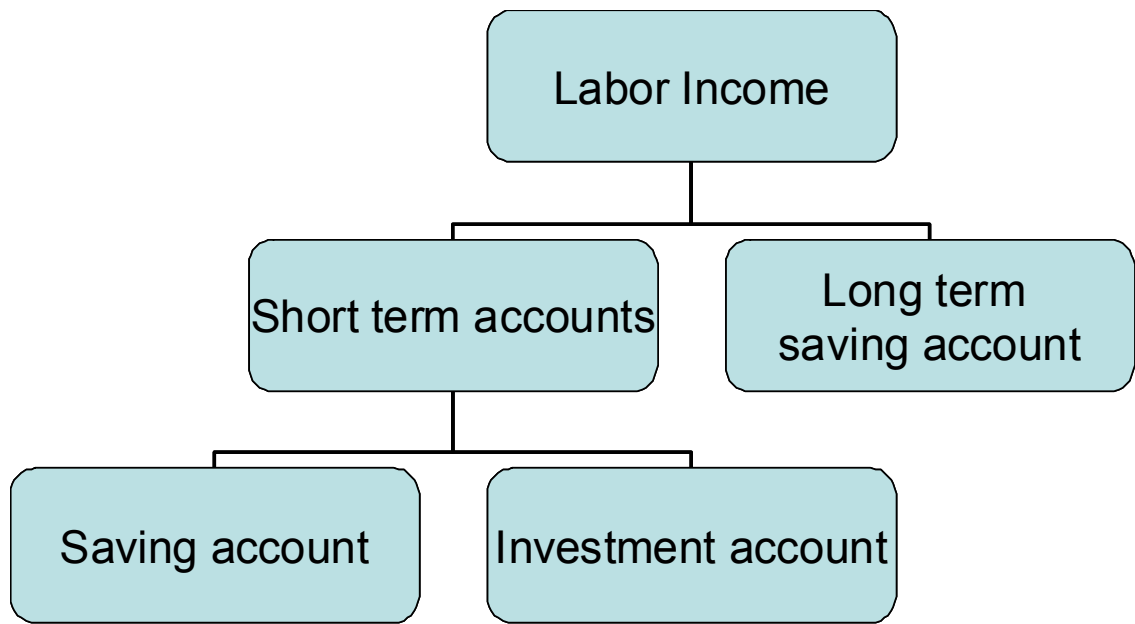 Labor Income
Short term accounts
Long term
saving account
Saving account
Investment account